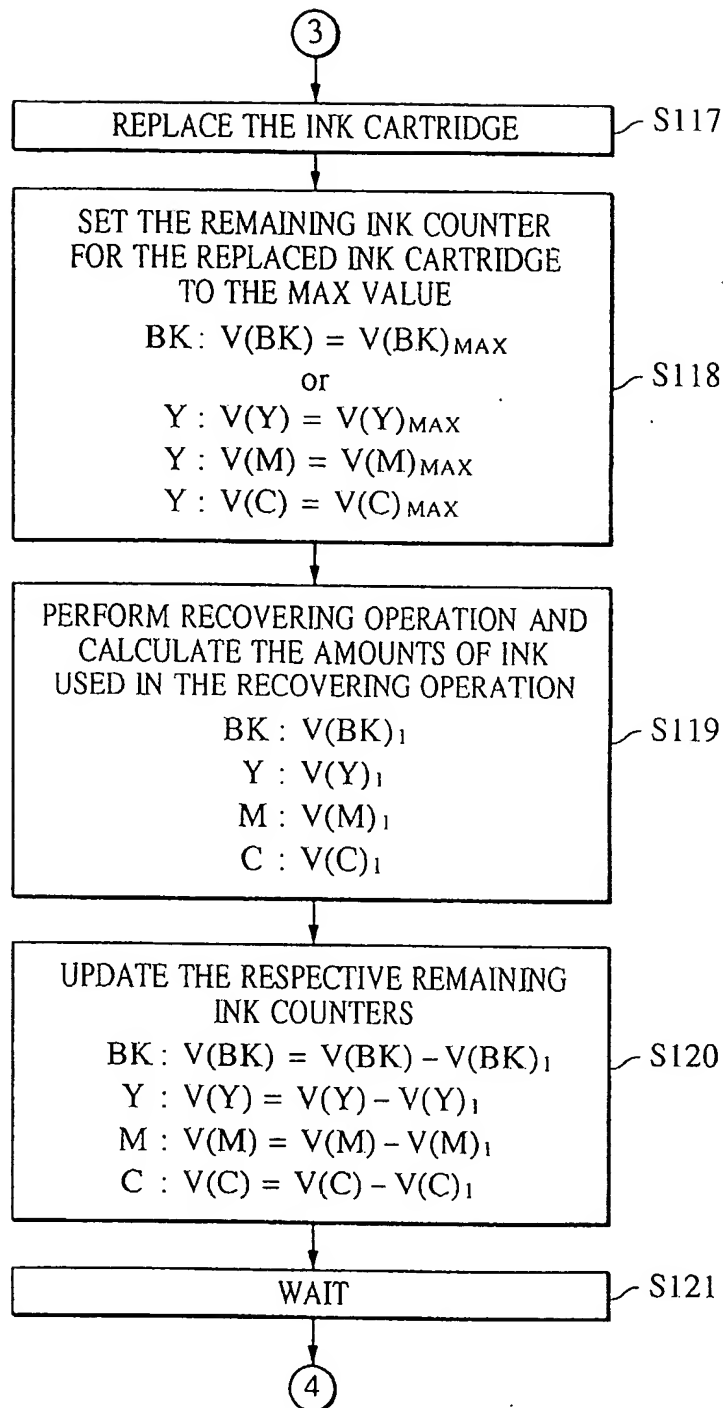 3
REPLACE THE INK CARTRIDGE
S117
SET THE REMAINING INK COUNTER
FOR THE REPLACED INK CARTRIDGE
TO THE MAX VALUE
BK : V(BK) = V(BK)MAX
or
Y : V(Y) = V(Y)MAX
Y : V(M) = V(M)MAX
Y : V(C) = V(C)MAX
S118
PERFORM RECOVERING OPERATION AND
CALCULATE THE AMOUNTS OF INK
USED IN THE RECOVERING OPERATION
BK : V(BK)1
Y : V(Y)1
M : V(M)1
C : V(C)1
S119
UPDATE THE RESPECTIVE REMAINING
INK COUNTERS
BK : V(BK) = V(BK) – V(BK)1
Y : V(Y) = V(Y) – V(Y)1
M : V(M) = V(M) – V(M)1
C : V(C) = V(C) – V(C)1
S120
WAIT
S121
4